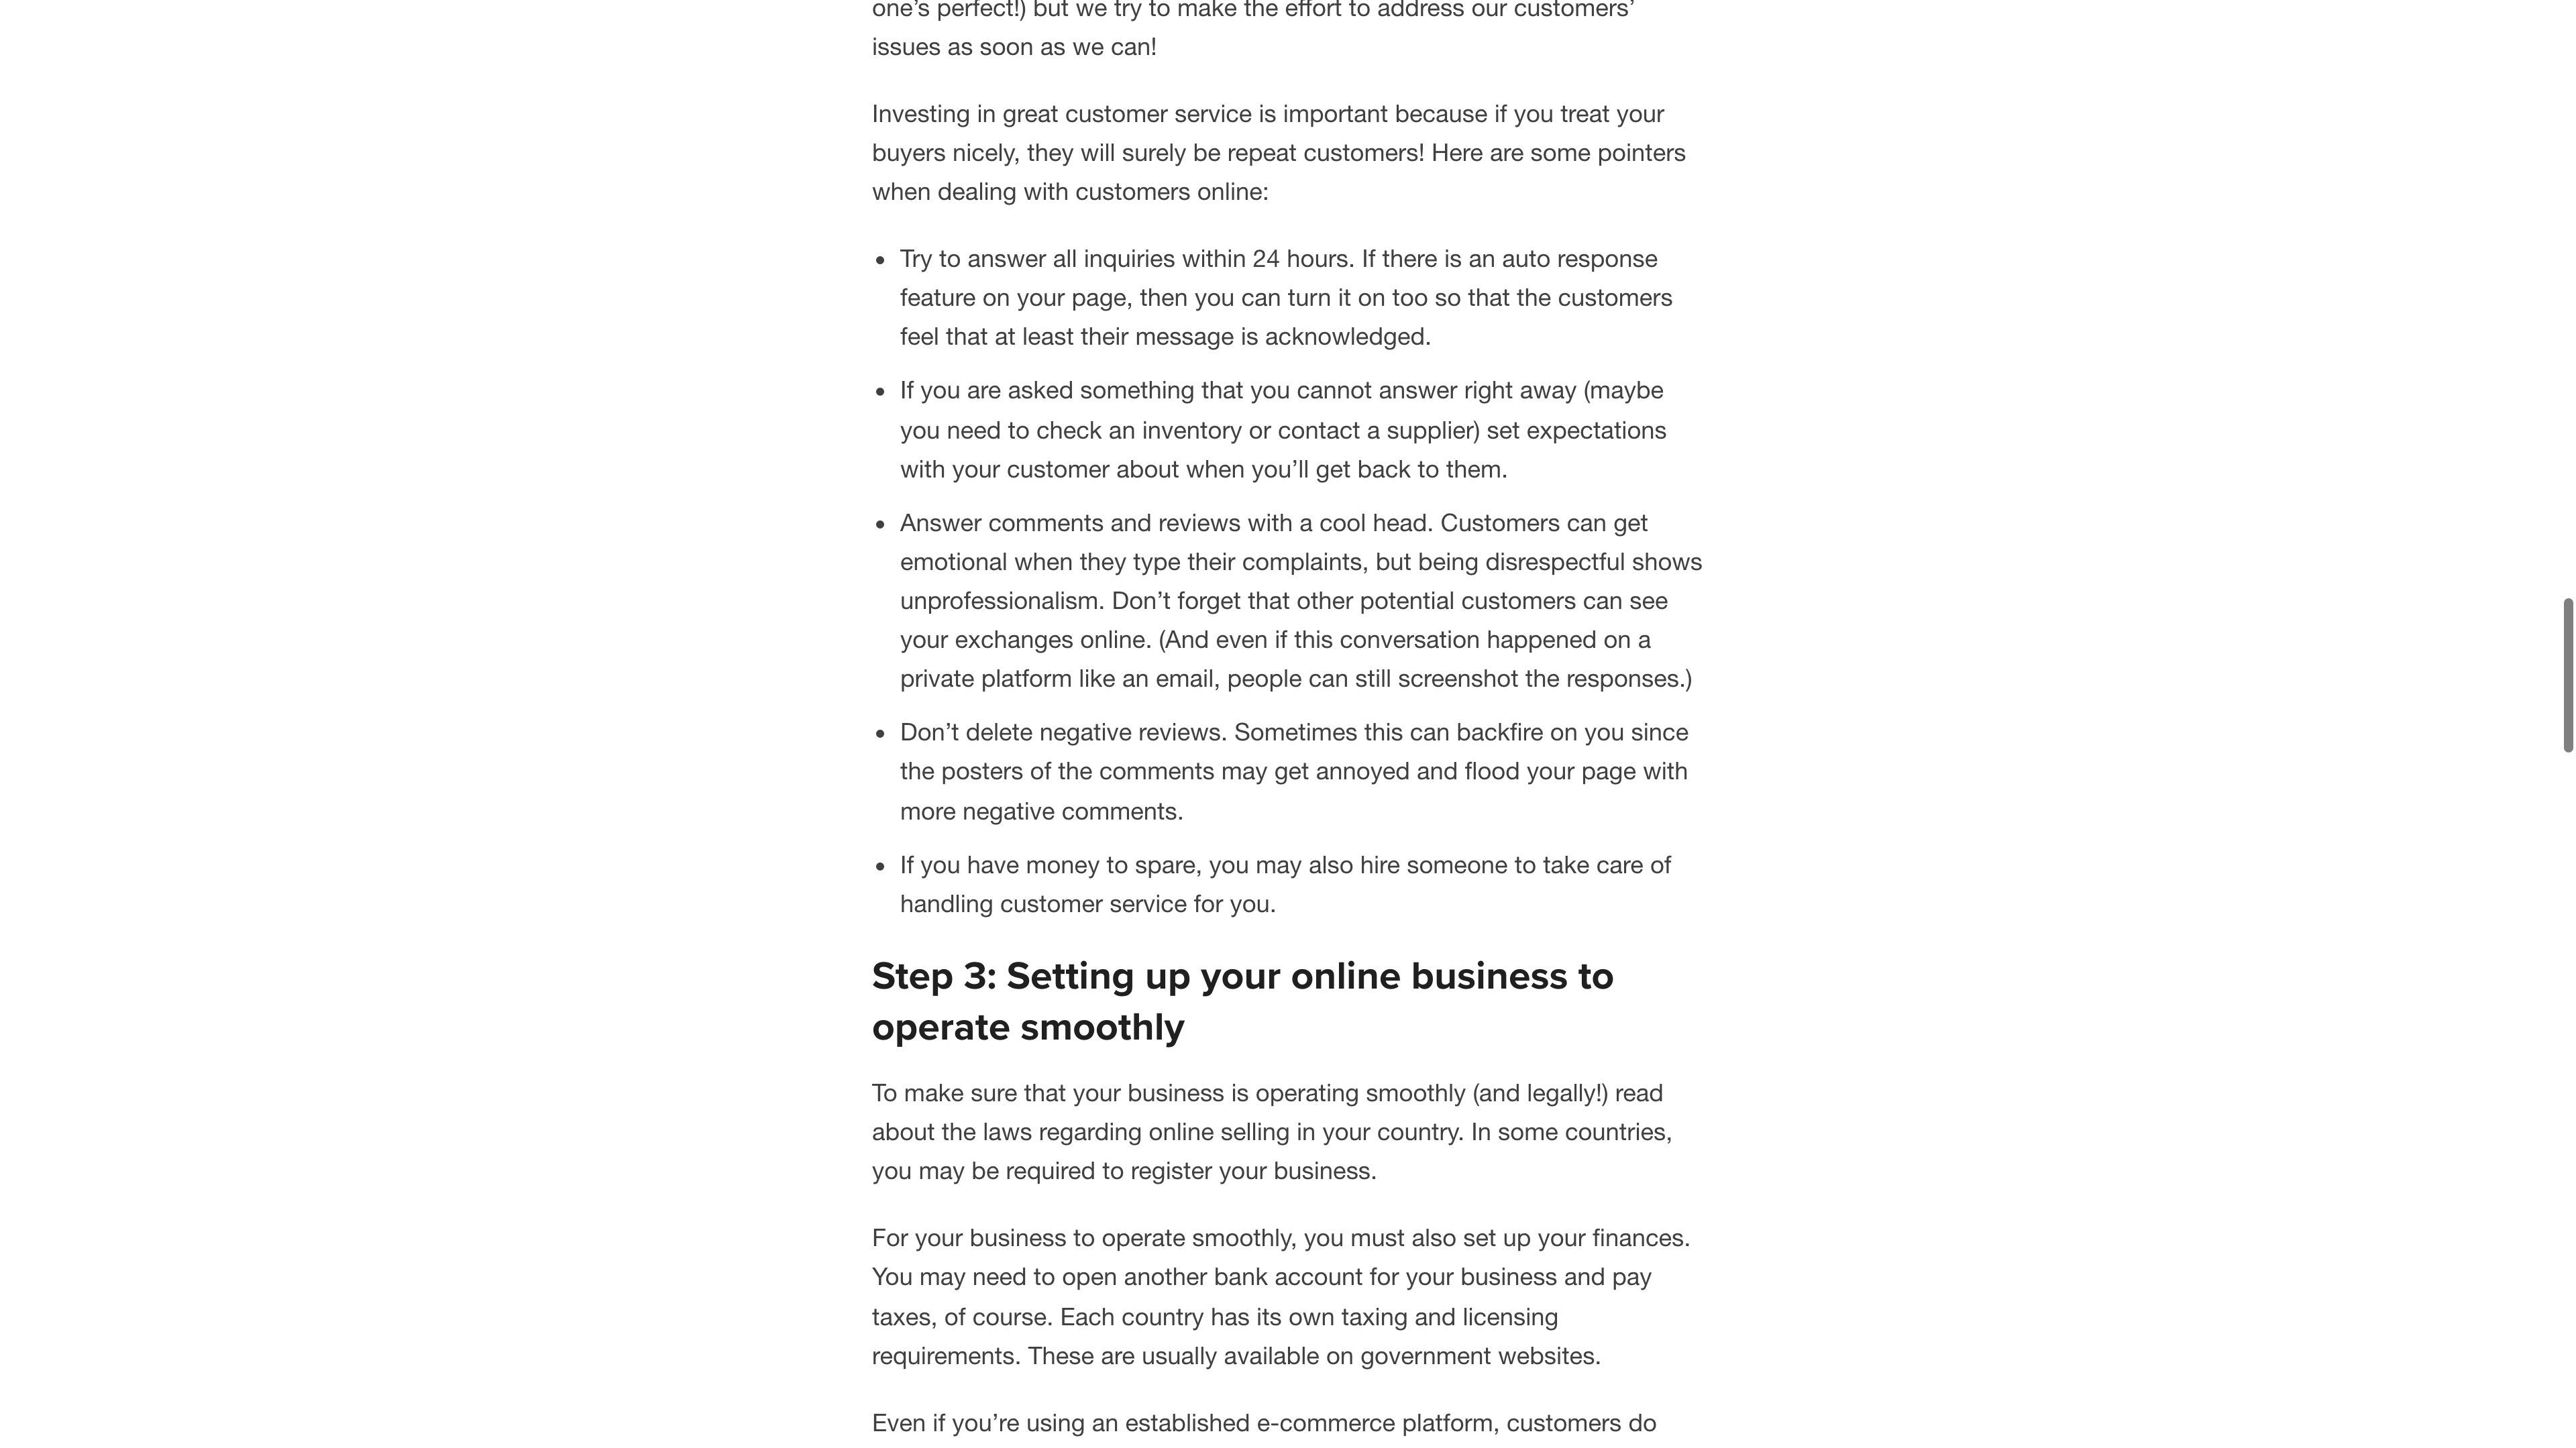 one’s perfect!) but we try to make the effort to address our customers’
issues as soon as we can!
Investing in great customer service is important because if you treat your
buyers nicely, they will surely be repeat customers! Here are some pointers
when dealing with customers online:
• Try to answer all inquiries within 24 hours. If there is an auto response
feature on your page, then you can turn it on too so that the customers
feel that at least their message is acknowledged.
• If you are asked something that you cannot answer right away (maybe
you need to check an inventory or contact a supplier) set expectations
with your customer about when you’ll get back to them.
• Answer comments and reviews with a cool head. Customers can get
emotional when they type their complaints, but being disrespectful shows
unprofessionalism. Don’t forget that other potential customers can see
your exchanges online. (And even if this conversation happened on a
private platform like an email, people can still screenshot the responses.)
• Don’t delete negative reviews. Sometimes this can backfire on you since
the posters of the comments may get annoyed and flood your page with
more negative comments.
• If you have money to spare, you may also hire someone to take care of
handling customer service for you.
Step 3: Setting up your online business to
operate smoothly
To make sure that your business is operating smoothly (and legally!) read
about the laws regarding online selling in your country. In some countries,
you may be required to register your business.
For your business to operate smoothly, you must also set up your finances.
You may need to open another bank account for your business and pay
taxes, of course. Each country has its own taxing and licensing
requirements. These are usually available on government websites.
Even if you’re using an established e-commerce platform, customers do